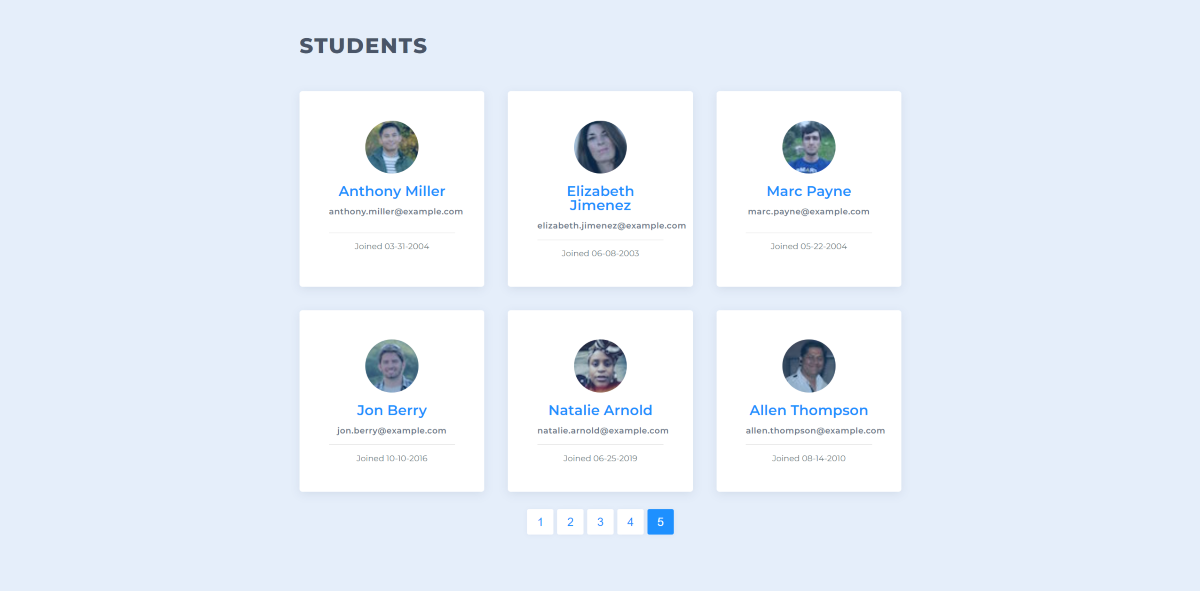 STUDENTS
Anthony Miller
anthony.miller@example.com
Joined 03-31-2004
Elizabeth
Jimenez
elizabeth.jimenez@example.com
Joined 06-08-2003
Marc Payne
marc.payne@example.com
Joined 05-22-2004
Jon Berry
jon.berry@example.com
Joined 10-10-2016
Natalie Arnold
natalie.arnold@example.com
Joined 06-25-2019
Allen Thompson
allen.thompson@example.com
Joined 08-14-2010
1 2 3 4 5